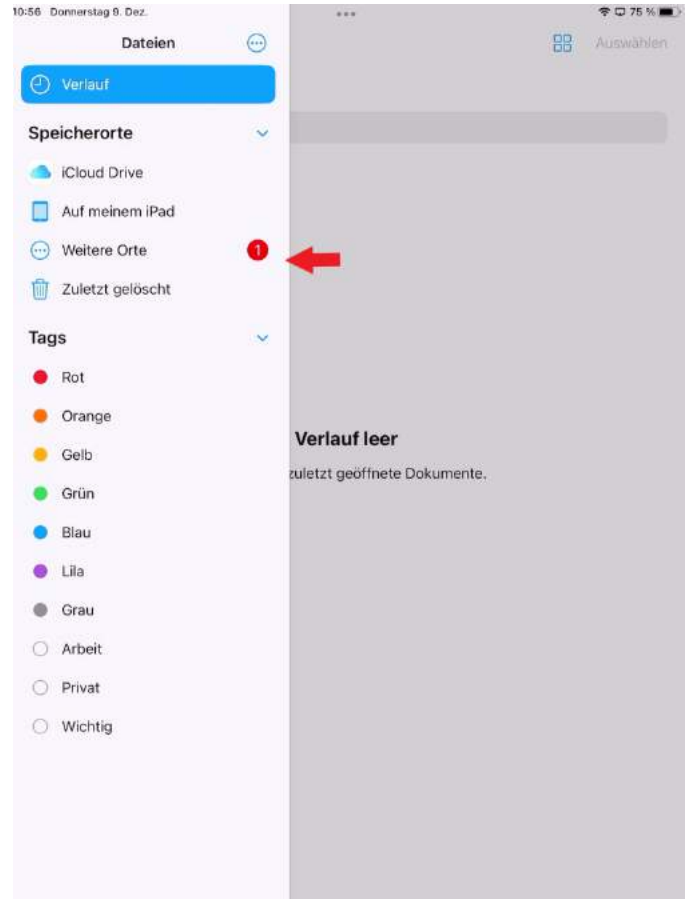 10:56 Donnerstag 9. Dez.
75 %
Dateien
Auswählen
Verlauf
Speicherorte
iCloud Drive
Auf meinem iPad
Weitere Orte
1
Zuletzt gelöscht
Tags
Rot
Orange
Verlauf leer
Gelb
zuletzt geöffnete Dokumente.
Grün
Blau
Lila
Grau
Arbeit
Privat
Wichtig